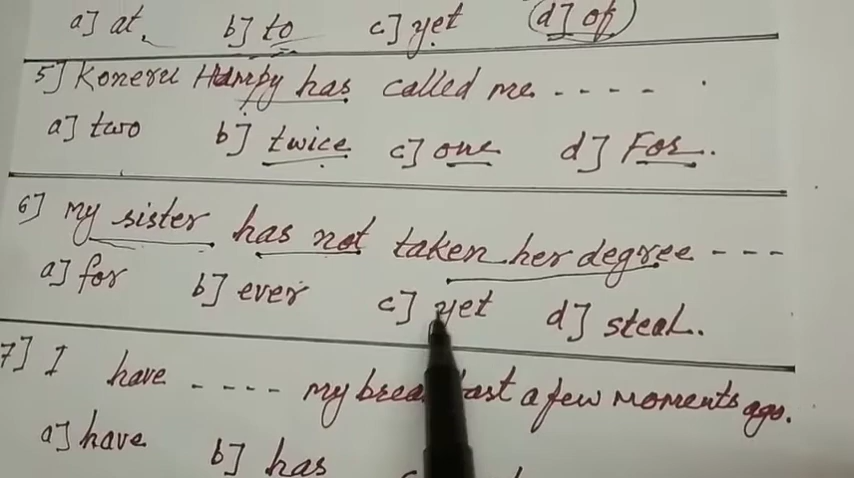 a] at b] to c] yet d] of
5] Koneru Hampy has called me ----
a] two b] twice c] one d] For.
6] my sister has not taken her degree ---
a] for b] ever c] yet d] steal.
7] I have ---- my breakfast a few moments ago.
a] have b] has